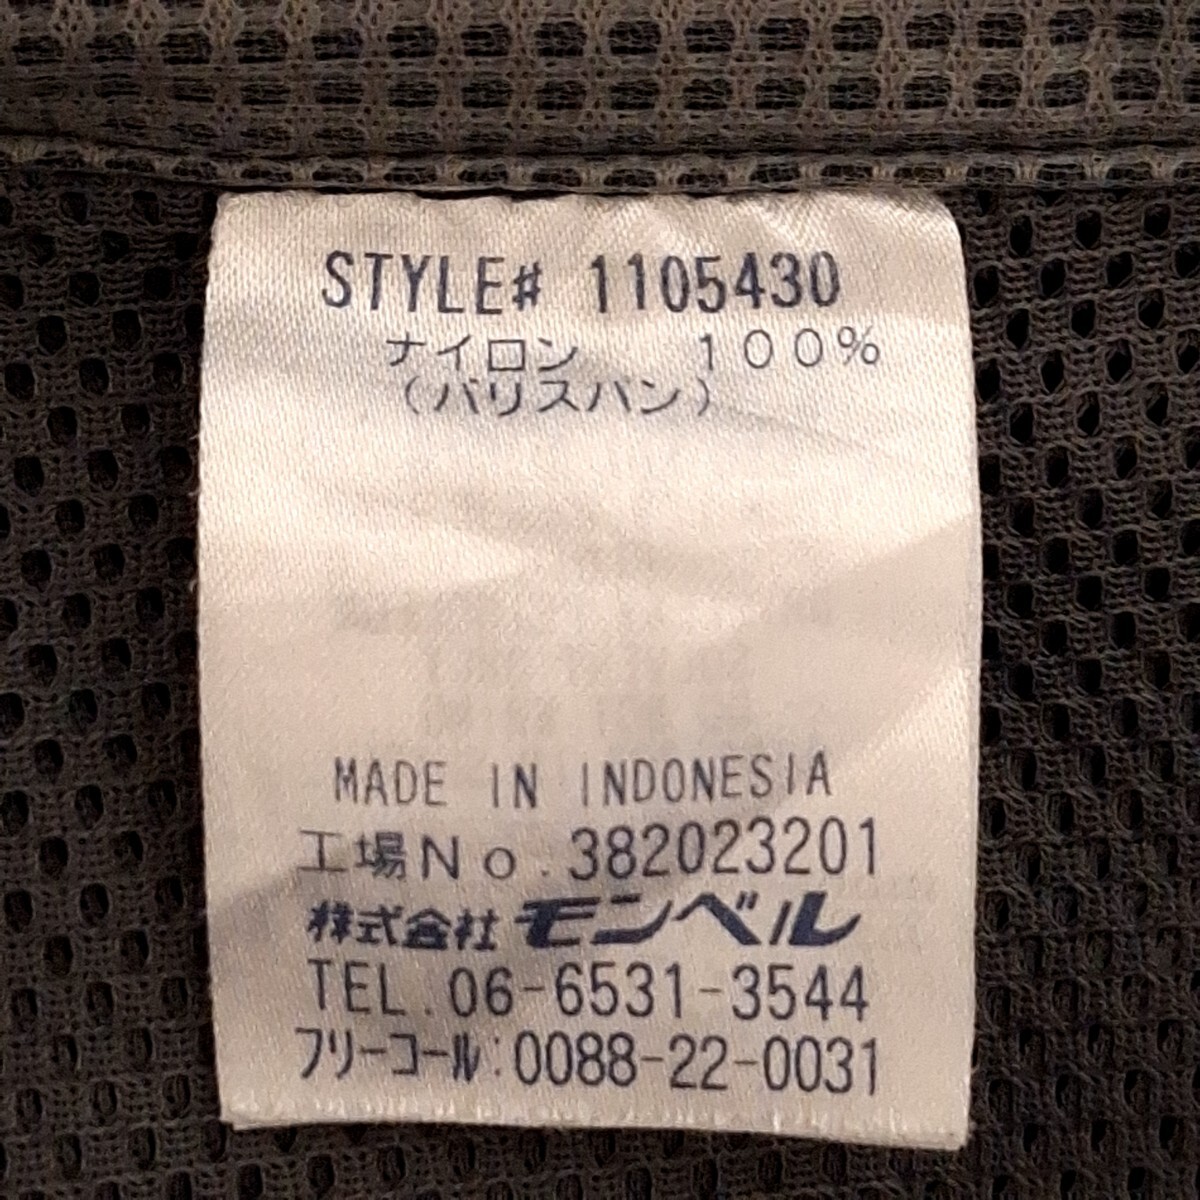 STYLE# 1105430
ナイロン 100%
(バリスハン)
MADE IN INDONESIA
工場No.382023201
株式会社 モンベル
TEL.06-6531-3544
フリーコール:0088-22-0031